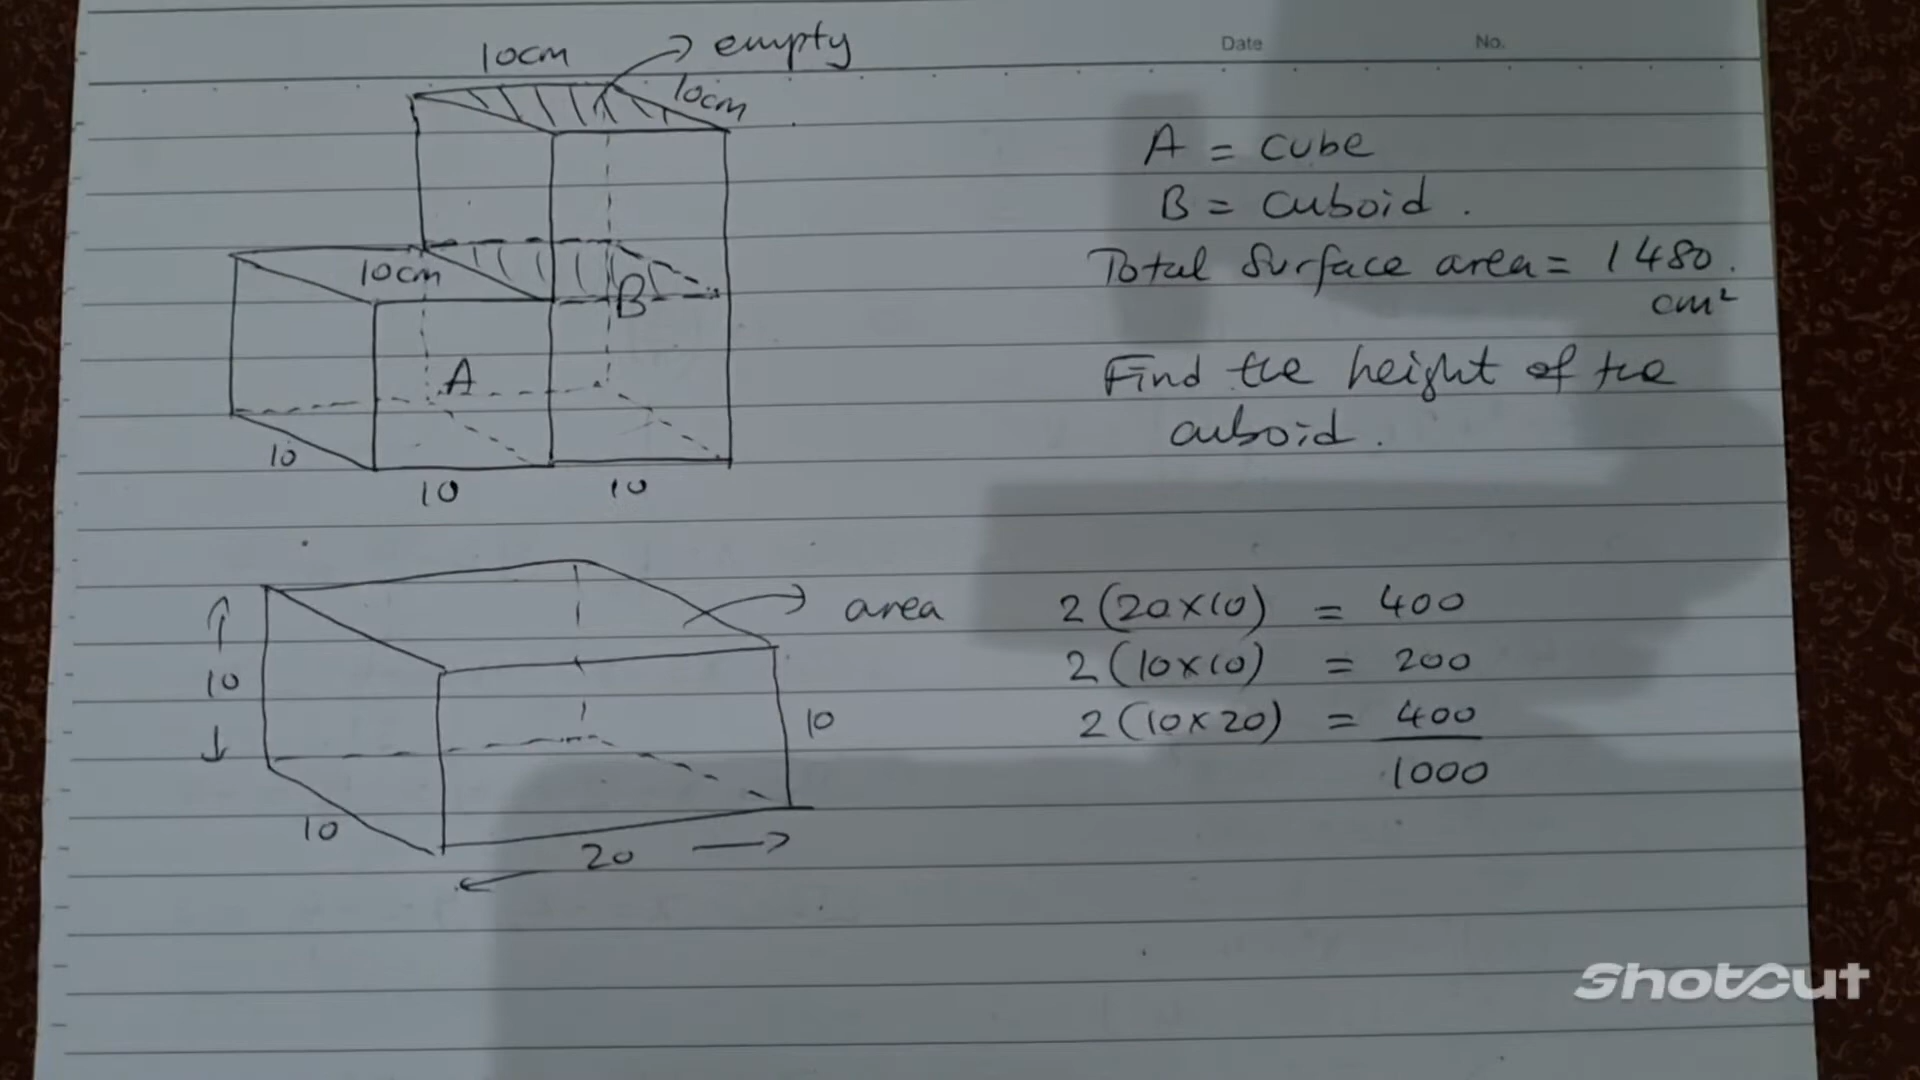 Date No.
10cm → empty
10cm
A = cube
B = cuboid.
Total Surface area = 1480.
cm²
10cm
B
Find the height of the
cuboid.
A
10
10 10
area 2(20×10) = 400
2(10×10) = 200
2(10×20) = 400
1000
10
10
10
20
Shotcut